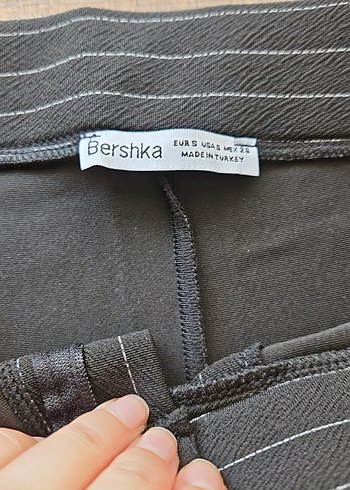 Bershka
EUR S USA S MEX 26
MADE IN TURKEY